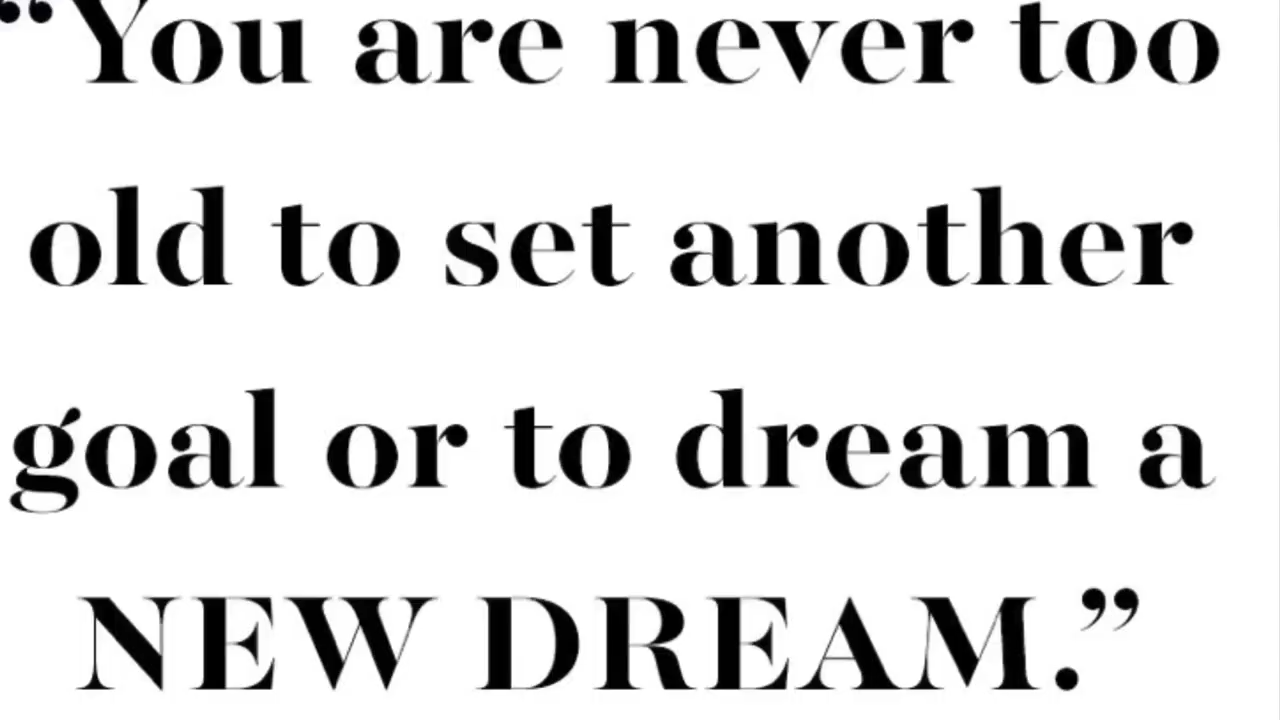 “You are never too
old to set another
goal or to dream a
NEW DREAM.”